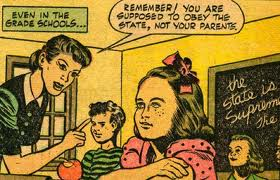 EVEN IN THE
GRADE SCHOOLS...
REMEMBER! YOU ARE
SUPPOSED TO OBEY THE
STATE, NOT YOUR PARENTS.
the
State is
Supreme
The